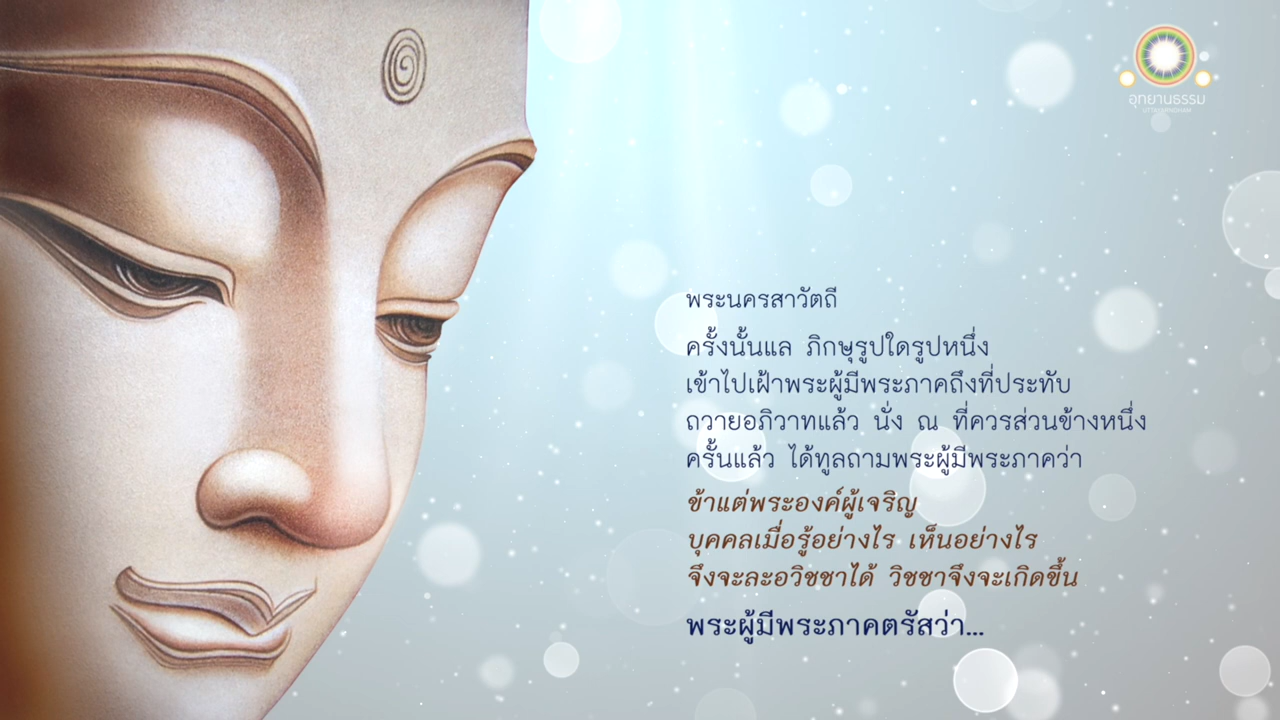 อุทยานธรรม
UTTAYARNDHAM
พระนครสาวัตถี
ครั้งนั้นแล ภิกษุรูปใดรูปหนึ่ง
เข้าไปเฝ้าพระผู้มีพระภาคถึงที่ประทับ
ถวายอภิวาทแล้ว นั่ง ณ ที่ควรส่วนข้างหนึ่ง
ครั้นแล้ว ได้ทูลถามพระผู้มีพระภาคว่า
ข้าแต่พระองค์ผู้เจริญ
บุคคลเมื่อรู้อย่างไร เห็นอย่างไร
จึงจะละอวิชชาได้ วิชชาจึงจะเกิดขึ้น
พระผู้มีพระภาคตรัสว่า...